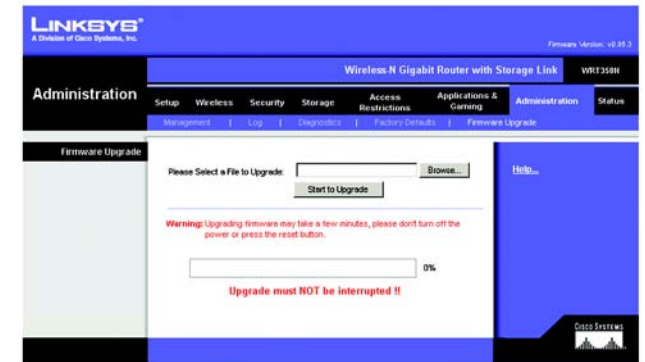 LINKSYS®
A Division of Cisco Systems, Inc.
Firmware Version: v0.05.3
Wireless-N Gigabit Router with Storage Link WRT350N
Administration
Setup Wireless Security Storage Access Restrictions Applications & Gaming Administration Status
Management | Log | Diagnostics | Factory Defaults | Firmware Upgrade
Firmware Upgrade
Please Select a File to Upgrade: Browse...
Start to Upgrade
Help...
Warning: Upgrading firmware may take a few minutes, please don't turn off the
power or press the reset button.
0%
Upgrade must NOT be interrupted !!
CISCO SYSTEMS